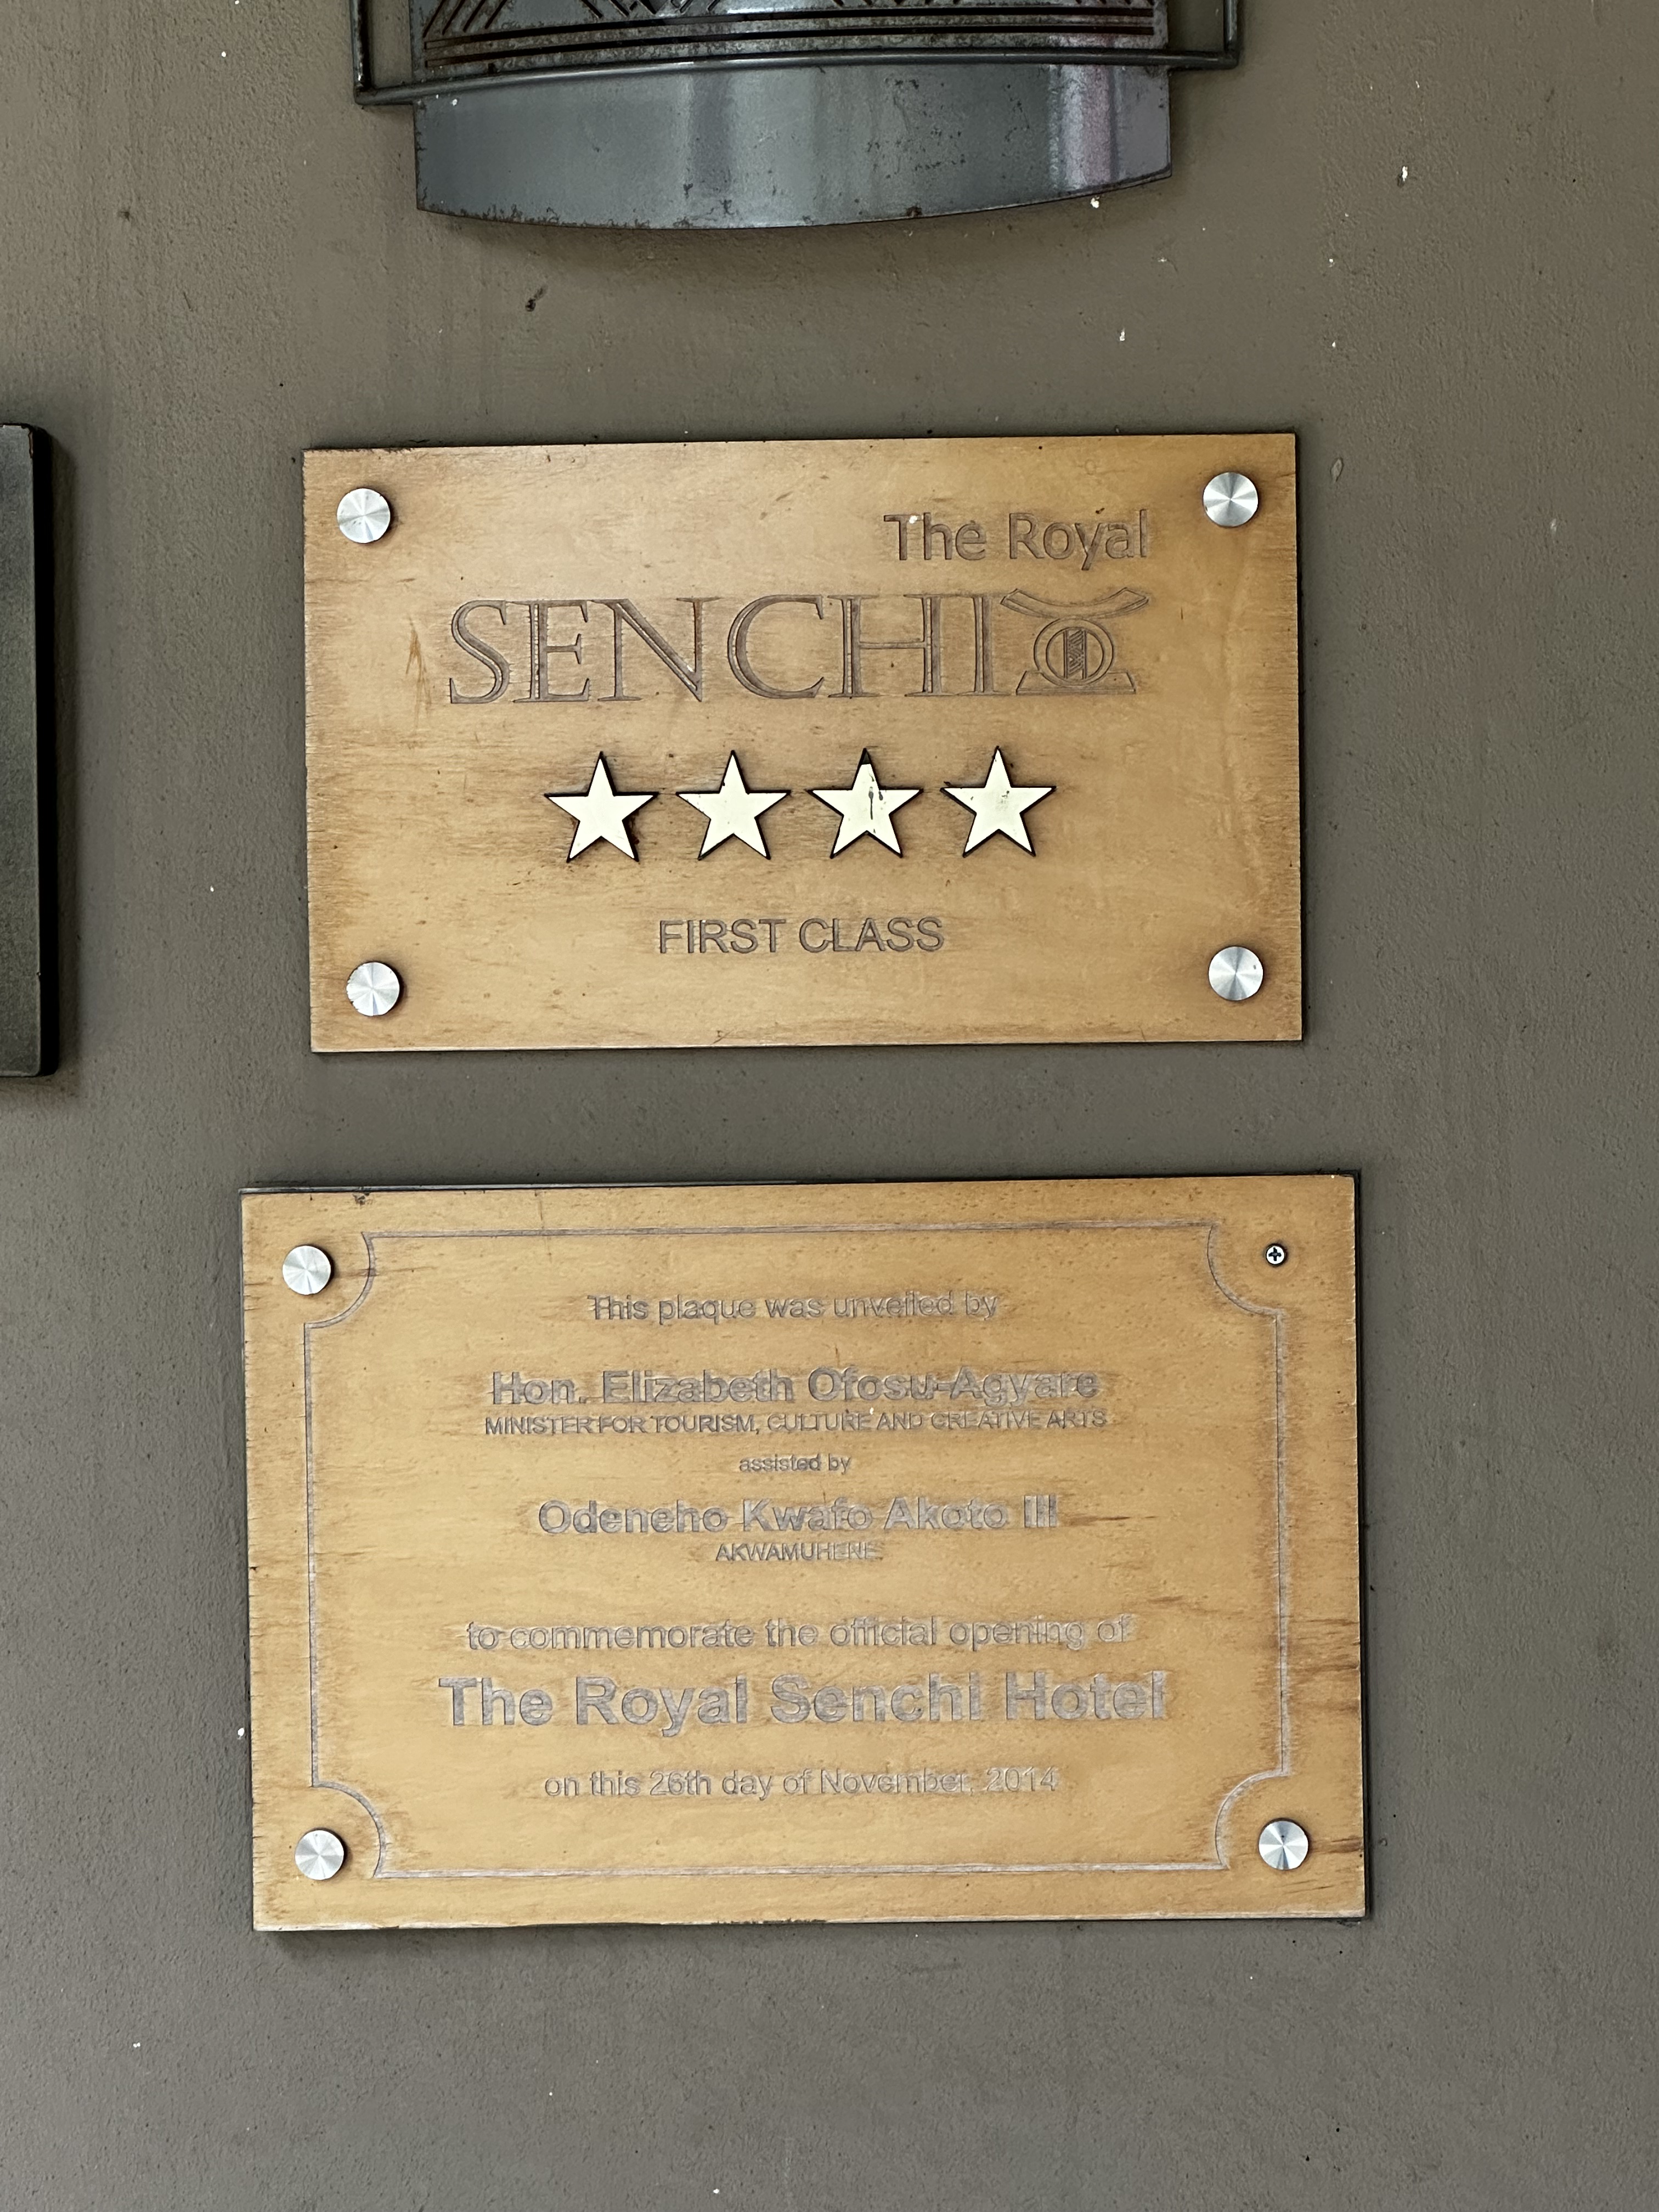 The Royal
SENCHI
FIRST CLASS
This plaque was unveiled by
Hon. Elizabeth Ofosu-Agyare
MINISTER FOR TOURISM, CULTURE AND CREATIVE ARTS
assisted by
Odeneho Kwafo Akoto III
AKWAMUHENE
to commemorate the official opening of
The Royal Senchi Hotel
on this 26th day of November, 2014